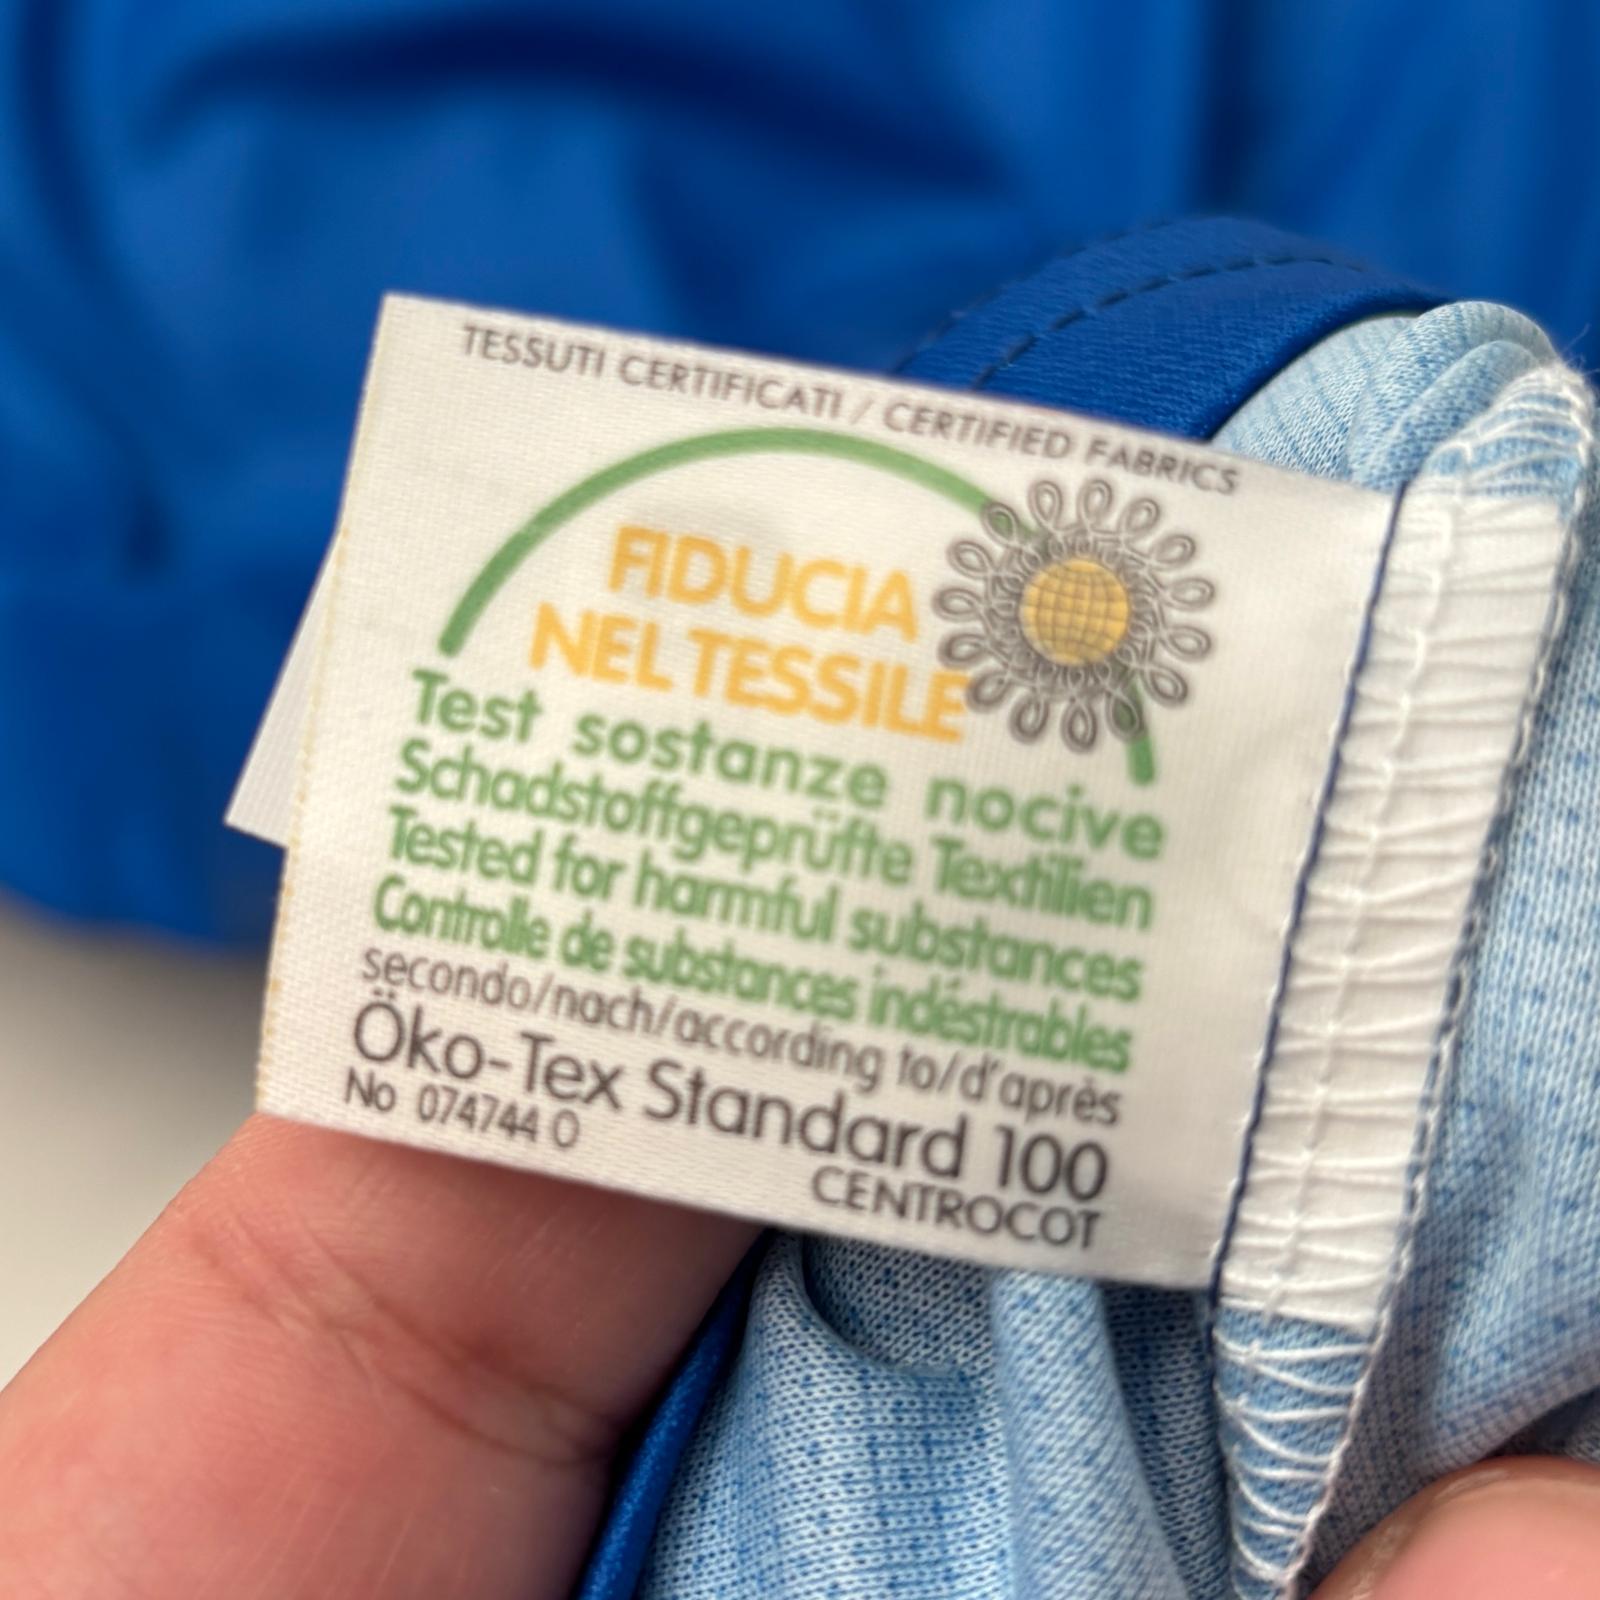 TESSUTI CERTIFICATI / CERTIFIED FABRICS
FIDUCIA
NEL TESSILE
Test sostanze nocive
Schadstoffgeprüfte Textilien
Tested for harmful substances
Controlle de substances indéstrables
secondo/nach/according to/d'après
Öko-Tex Standard 100
No 074744 0
CENTROCOT